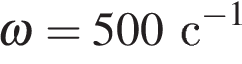 ω = 500 с⁻¹